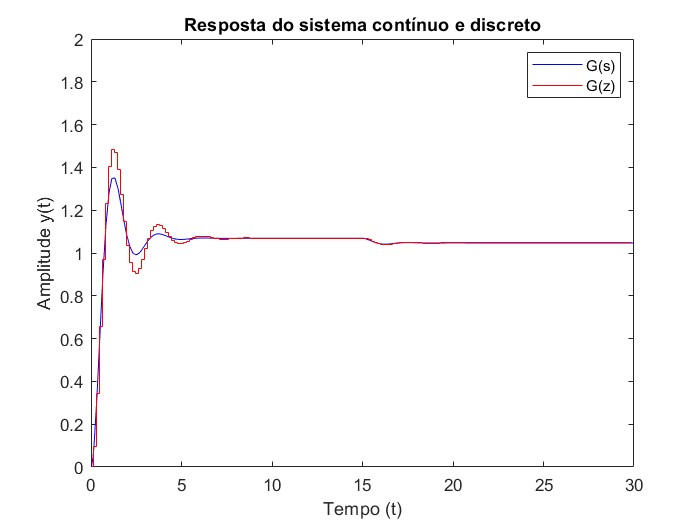 Resposta do sistema contínuo e discreto
G(s)
G(z)
Amplitude y(t)
2
1.8
1.6
1.4
1.2
1
0.8
0.6
0.4
0.2
0
0 5 10 15 20 25 30
Tempo (t)